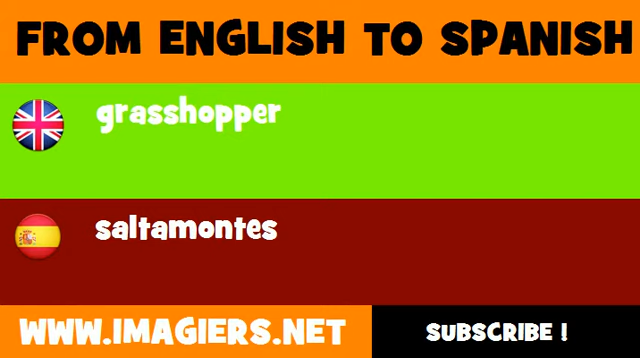 FROM ENGLISH TO SPANISH
grasshopper
saltamontes
WWW.IMAGIERS.NET
SUBSCRIBE !